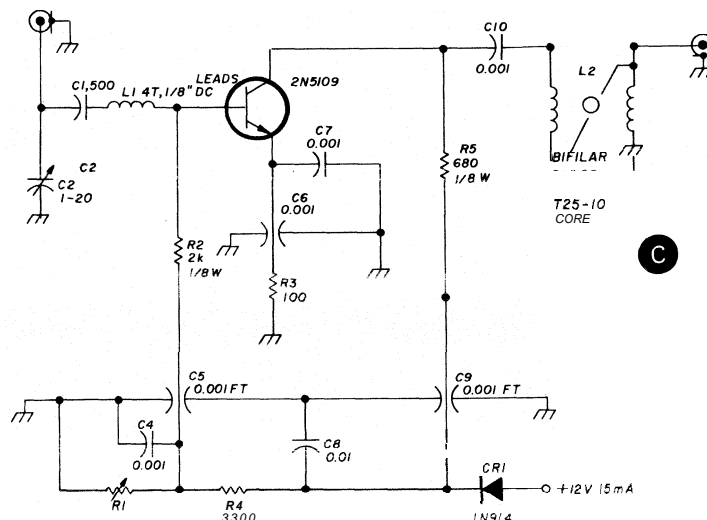 C10
0.001
C1,500
L1 4T, 1/8" DC
LEADS
2N5109
L2
C7
0.001
R5
680
1/8 W
BIFILAR
C2
C2
1-20
C6
0.001
T25-10
CORE
R2
2k
1/8W
C
R3
100
C5
0.001 FT
C9
0.001 FT
C4
0.001
C8
0.01
CR1
+12V 15mA
R1
R4
3300
1N914